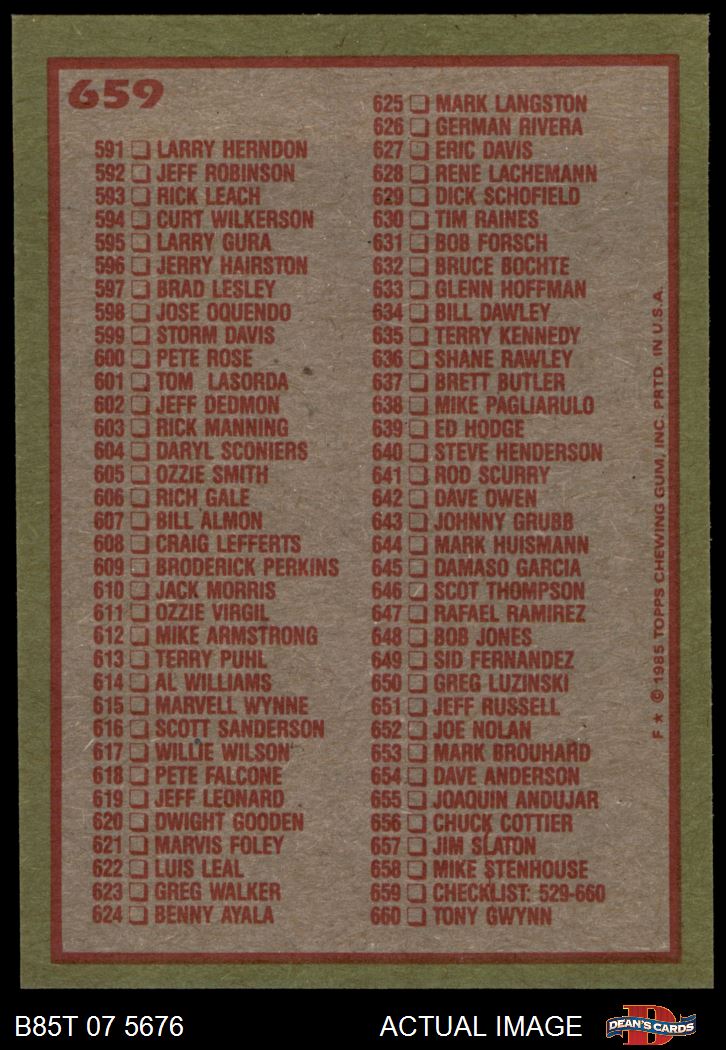 659
591 LARRY HERNDON
592 JEFF ROBINSON
593 RICK LEACH
594 CURT WILKERSON
595 LARRY GURA
596 JERRY HAIRSTON
597 BRAD LESLEY
598 JOSE OQUENDO
599 STORM DAVIS
600 PETE ROSE
601 TOM LASORDA
602 JEFF DEDMON
603 RICK MANNING
604 DARYL SCONIERS
605 OZZIE SMITH
606 RICH GALE
607 BILL ALMON
608 CRAIG LEFFERTS
609 BRODERICK PERKINS
610 JACK MORRIS
611 OZZIE VIRGIL
612 MIKE ARMSTRONG
613 TERRY PUHL
614 AL WILLIAMS
615 MARVELL WYNNE
616 SCOTT SANDERSON
617 WILLIE WILSON
618 PETE FALCONE
619 JEFF LEONARD
620 DWIGHT GOODEN
621 MARVIS FOLEY
622 LUIS LEAL
623 GREG WALKER
624 BENNY AYALA
625 MARK LANGSTON
626 GERMAN RIVERA
627 ERIC DAVIS
628 RENE LACHEMANN
629 DICK SCHOFIELD
630 TIM RAINES
631 BOB FORSCH
632 BRUCE BOCHTE
633 GLENN HOFFMAN
634 BILL DAWLEY
635 TERRY KENNEDY
636 SHANE RAWLEY
637 BRETT BUTLER
638 MIKE PAGLIARULO
639 ED HODGE
640 STEVE HENDERSON
641 ROD SCURRY
642 DAVE OWEN
643 JOHNNY GRUBB
644 MARK HUISMANN
645 DAMASO GARCIA
646 SCOT THOMPSON
647 RAFAEL RAMIREZ
648 BOB JONES
649 SID FERNANDEZ
650 GREG LUZINSKI
651 JEFF RUSSELL
652 JOE NOLAN
653 MARK BROUHARD
654 DAVE ANDERSON
655 JOAQUIN ANDUJAR
656 CHUCK COTTIER
657 JIM SLATON
658 MIKE STENHOUSE
659 CHECKLIST: 529-660
660 TONY GWYNN
F ★ © 1985 TOPPS CHEWING GUM, INC. PRTD. IN U.S.A.
B85T 07 5676
ACTUAL IMAGE
D
DEAN'S CARDS